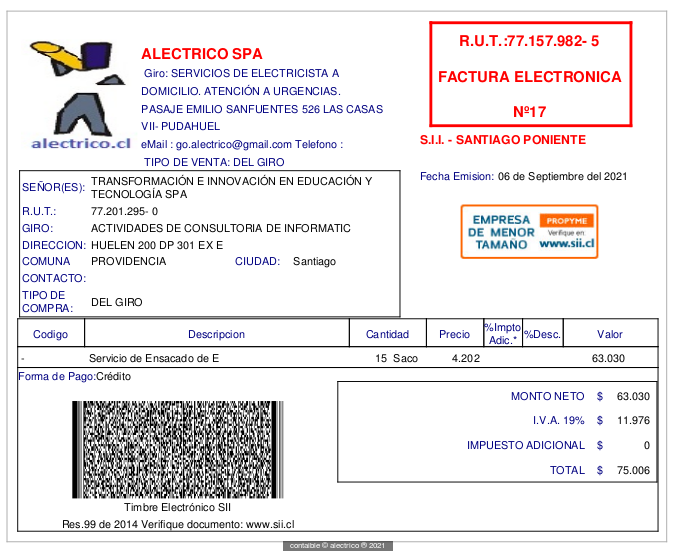 alectrico.cl
ALECTRICO SPA
Giro: SERVICIOS DE ELECTRICISTA A
DOMICILIO. ATENCIÓN A URGENCIAS.
PASAJE EMILIO SANFUENTES 526 LAS CASAS
VII- PUDAHUEL
eMail : go.alectrico@gmail.com Telefono :
TIPO DE VENTA: DEL GIRO
R.U.T.:77.157.982- 5
FACTURA ELECTRONICA
Nº17
S.I.I. - SANTIAGO PONIENTE
Fecha Emision: 06 de Septiembre del 2021
SEÑOR(ES): TRANSFORMACIÓN E INNOVACIÓN EN EDUCACIÓN Y
TECNOLOGÍA SPA
R.U.T.: 77.201.295- 0
GIRO: ACTIVIDADES DE CONSULTORIA DE INFORMATIC
DIRECCION: HUELEN 200 DP 301 EX E
COMUNA PROVIDENCIA CIUDAD: Santiago
CONTACTO:
TIPO DE
COMPRA: DEL GIRO
EMPRESA
DE MENOR
TAMAÑO
PROPYME
Verifique en:
www.sii.cl
Codigo Descripcion Cantidad Precio %Impto
Adic.* %Desc. Valor
- Servicio de Ensacado de E 15 Saco 4.202 63.030
Forma de Pago:Crédito
MONTO NETO $ 63.030
I.V.A. 19% $ 11.976
IMPUESTO ADICIONAL $ 0
TOTAL $ 75.006
Timbre Electrónico SII
Res.99 de 2014 Verifique documento: www.sii.cl
contaible © alectrico ® 2021